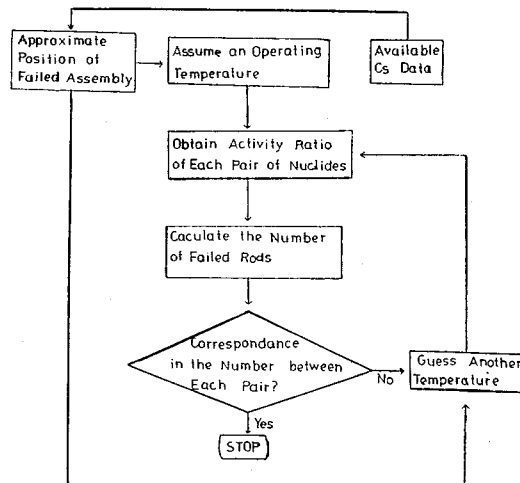 Approximate
Position of
Failed Assembly
Assume an Operating
Temperature
Available
Cs Data
Obtain Activity Ratio
of Each Pair of Nuclides
Caculate the Number
of Failed Rods
Correspondance
in the Number between
Each Pair?
No
Guess Another
Temperature
Yes
STOP